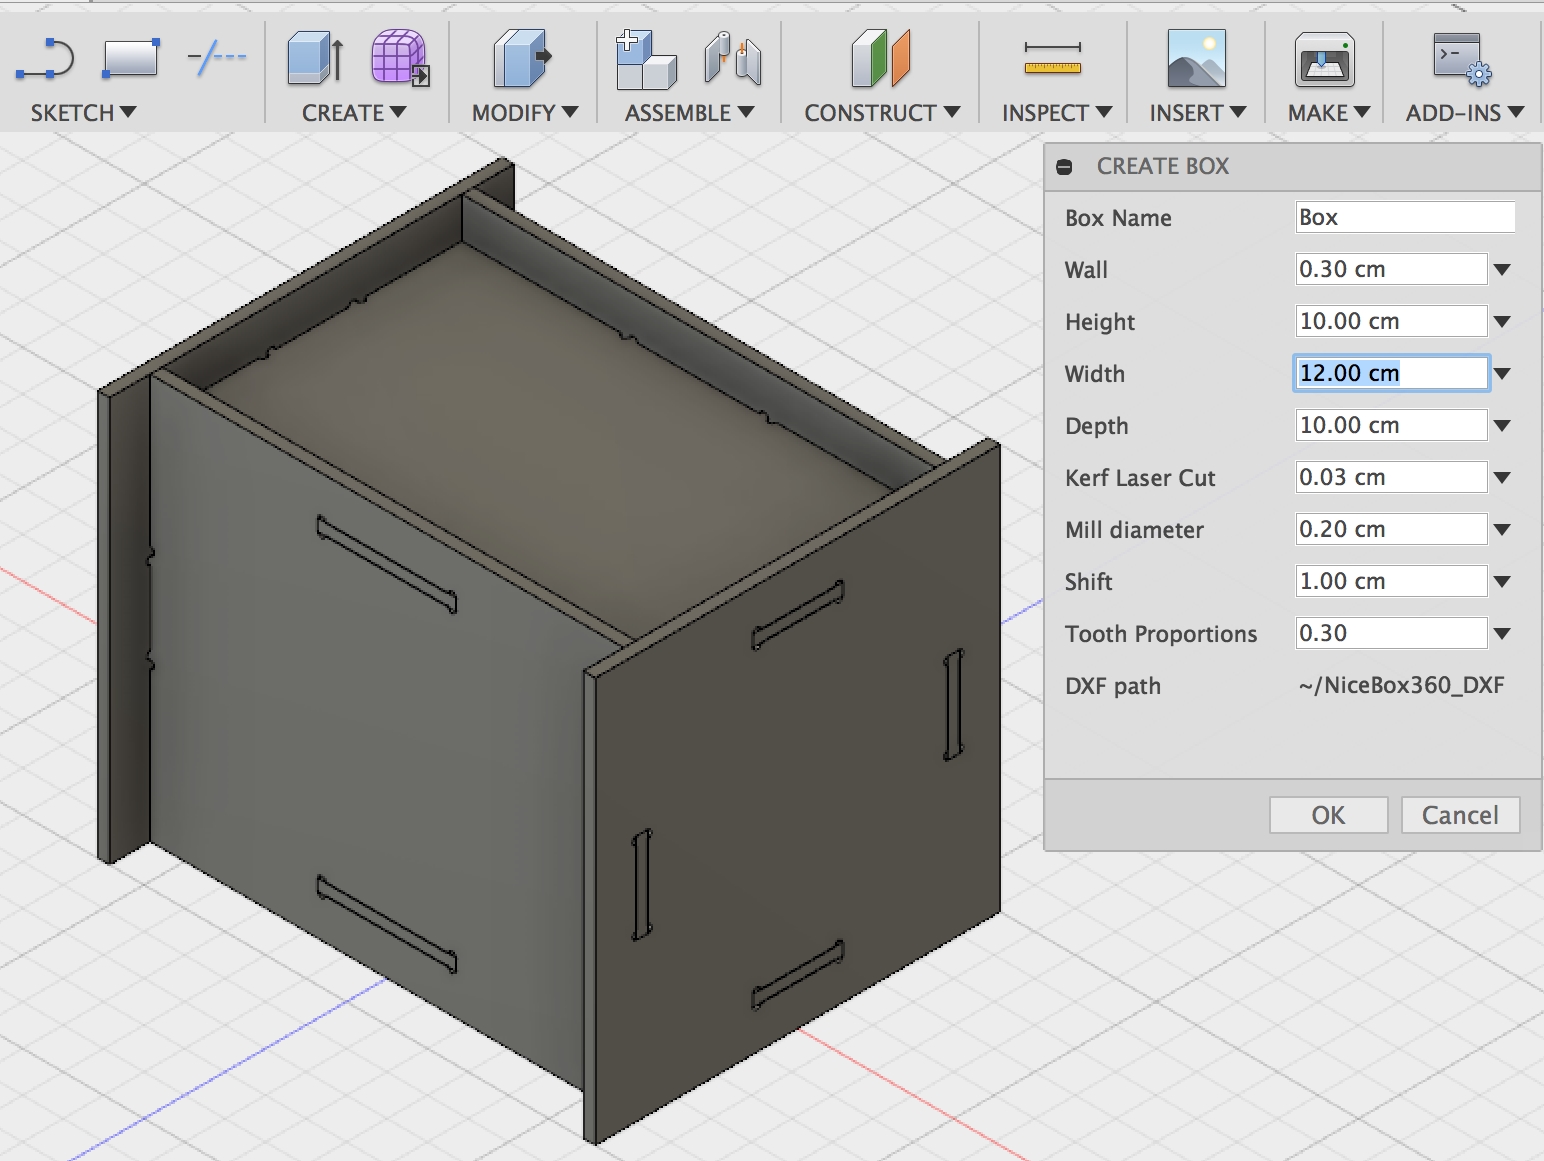 SKETCH CREATE MODIFY ASSEMBLE CONSTRUCT INSPECT INSERT MAKE ADD-INS
CREATE BOX
Box Name Box
Wall 0.30 cm
Height 10.00 cm
Width 12.00 cm
Depth 10.00 cm
Kerf Laser Cut 0.03 cm
Mill diameter 0.20 cm
Shift 1.00 cm
Tooth Proportions 0.30
DXF path ~/NiceBox360_DXF
OK Cancel